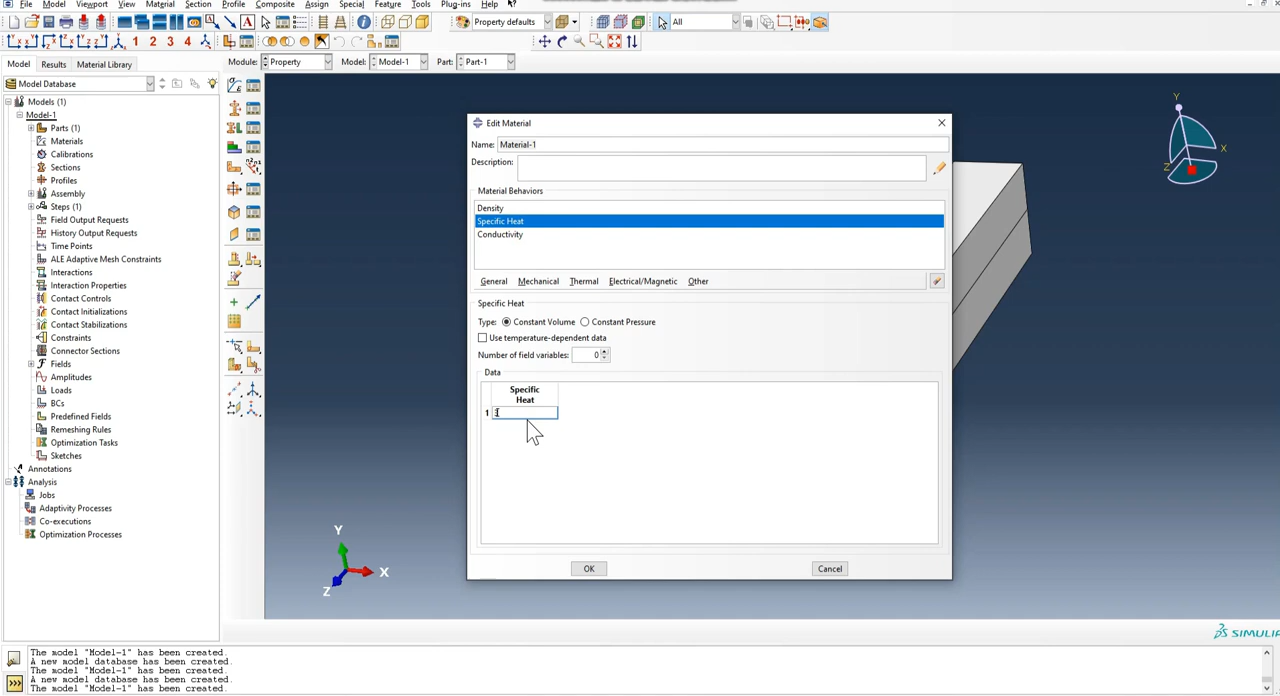 File Model Viewport View Material Section Profile Composite Assign Special Feature Tools Plug-ins Help
Property defaults All
1 2 3 4
Model Results Material Library Module: Property Model: Model-1 Part: Part-1
Model Database
Models (1)
Model-1
Parts (1)
Materials
Calibrations
Sections
Profiles
Assembly
Steps (1)
Field Output Requests
History Output Requests
Time Points
ALE Adaptive Mesh Constraints
Interactions
Interaction Properties
Contact Controls
Contact Initializations
Contact Stabilizations
Constraints
Connector Sections
Fields
Amplitudes
Loads
BCs
Predefined Fields
Remeshing Rules
Optimization Tasks
Sketches
Annotations
Analysis
Jobs
Adaptivity Processes
Co-executions
Optimization Processes
Edit Material
Name: Material-1
Description:
Material Behaviors
Density
Specific Heat
Conductivity
General Mechanical Thermal Electrical/Magnetic Other
Specific Heat
Type: Constant Volume Constant Pressure
Use temperature-dependent data
Number of field variables: 0
Data
Specific
Heat
1
OK Cancel
Y
X
Z
Y
X
Z
SIMULIA
The model "Model-1" has been created.
A new model database has been created.
The model "Model-1" has been created.
A new model database has been created.
The model "Model-1" has been created.